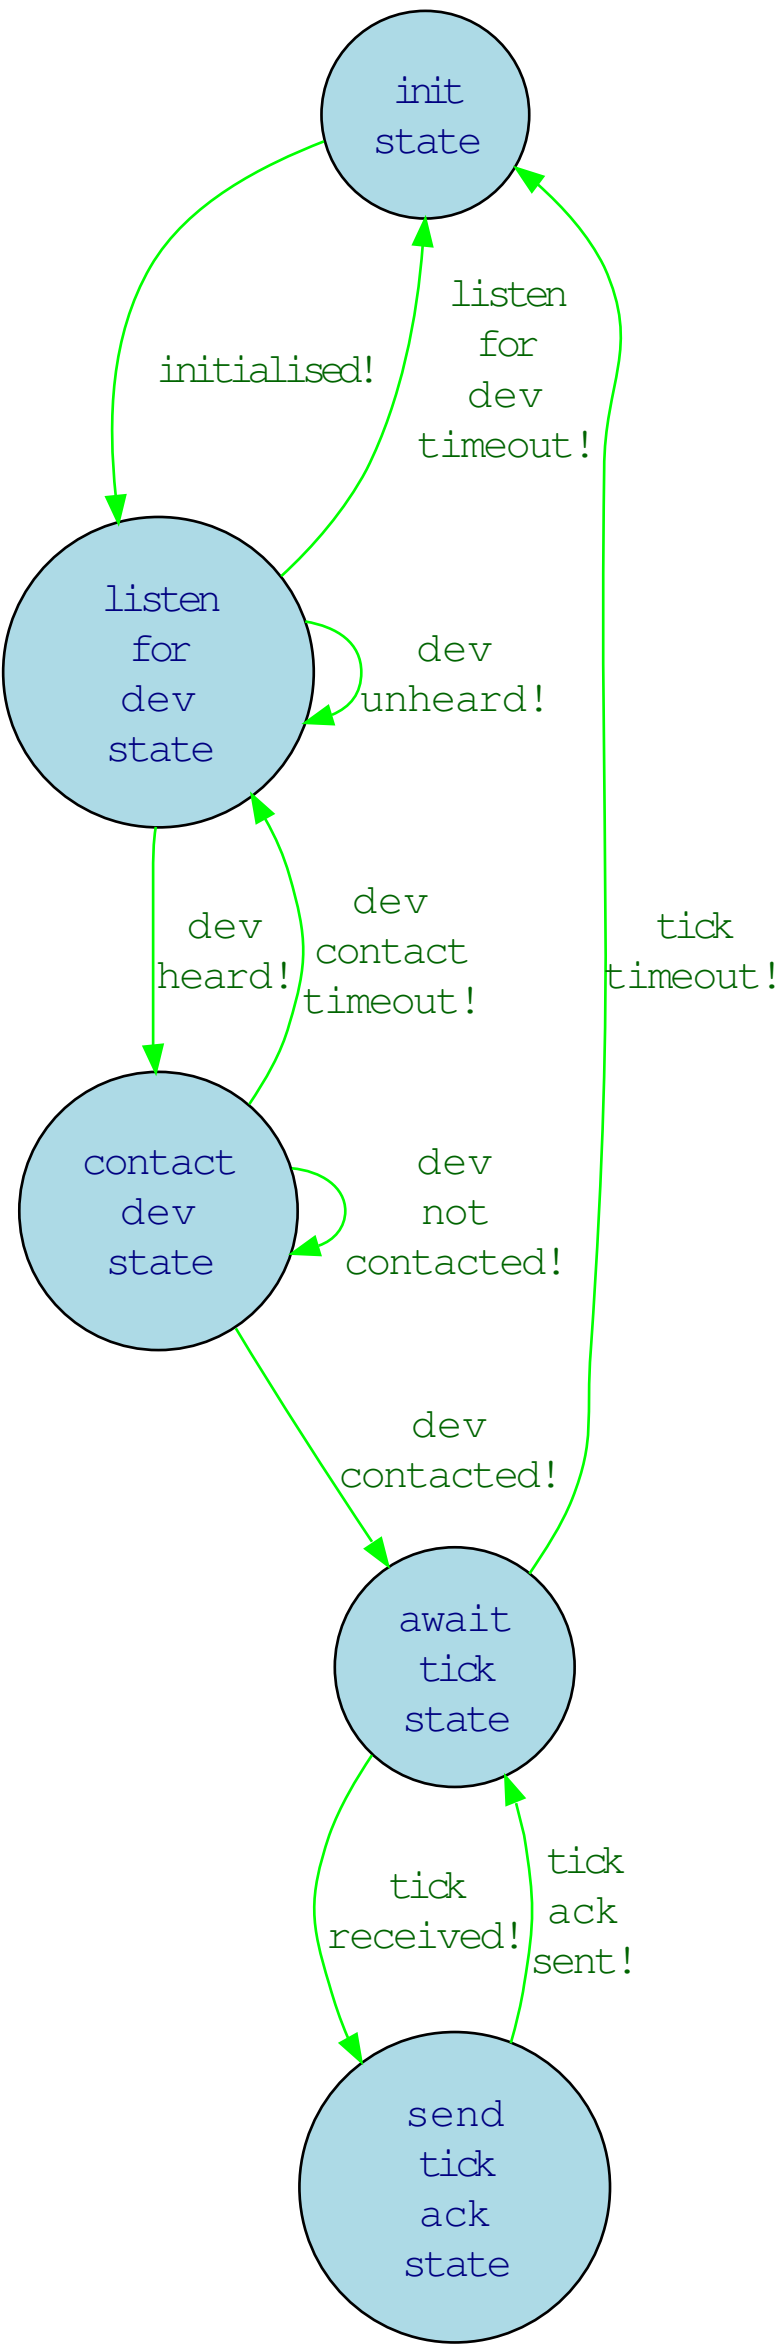 init
state
initialised!
listen
for
dev
timeout!
listen
for
dev
state
dev
unheard!
dev
heard!
dev
contact
timeout!
tick
timeout!
contact
dev
state
dev
not
contacted!
dev
contacted!
await
tick
state
tick
received!
tick
ack
sent!
send
tick
ack
state